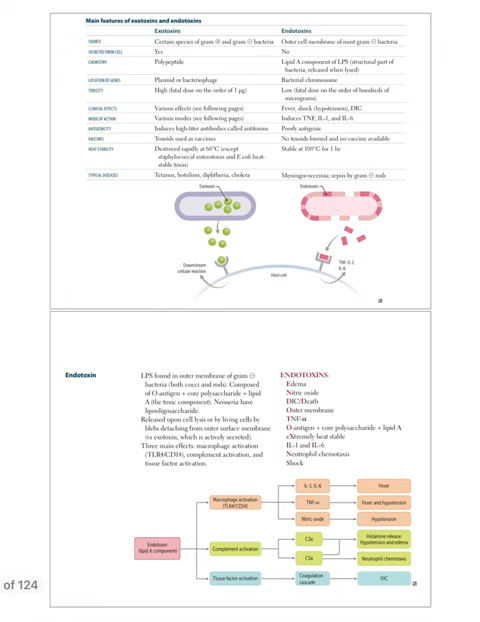 Main features of exotoxins and endotoxins
Exotoxins Endotoxins
SOURCE Certain species of gram ⊕ and gram ⊖ bacteria Outer cell membrane of most gram ⊖ bacteria
SECRETED FROM CELL Yes No
CHEMISTRY Polypeptide Lipid A component of LPS (structural part of
bacteria; released when lysed)
LOCATION OF GENES Plasmid or bacteriophage Bacterial chromosome
TOXICITY High (fatal dose on the order of 1 µg) Low (fatal dose on the order of hundreds of
micrograms)
CLINICAL EFFECTS Various effects (see following pages) Fever, shock (hypotension), DIC
MODE OF ACTION Various modes (see following pages) Induces TNF, IL-1, and IL-6
ANTIGENICITY Induces high-titer antibodies called antitoxins Poorly antigenic
VACCINES Toxoids used as vaccines No toxoids formed and no vaccine available
HEAT STABILITY Destroyed rapidly at 60°C (except Stable at 100°C for 1 hr
staphylococcal enterotoxin and E coli heat-
stable toxin)
TYPICAL DISEASES Tetanus, botulism, diphtheria, cholera Meningococcemia; sepsis by gram ⊖ rods
Exotoxin Endotoxin
Downstream
cellular reaction
TNF, IL-1,
IL-6
Host cell
Endotoxin
LPS found in outer membrane of gram ⊖
bacteria (both cocci and rods). Composed
of O-antigen + core polysaccharide + lipid
A (the toxic component). Neisseria have
lipooligosaccharide.
Released upon cell lysis or by living cells by
blebs detaching from outer surface membrane
(vs exotoxin, which is actively secreted).
Three main effects: macrophage activation
(TLR4/CD14), complement activation, and
tissue factor activation.
ENDOTOXINS:
Edema
Nitric oxide
DIC/Death
Outer membrane
TNF-α
O-antigen + core polysaccharide + lipid A
eXtremely heat stable
IL-1 and IL-6
Neutrophil chemotaxis
Shock
Endotoxin
(lipid A component)
Macrophage activation
(TLR4/CD14)
IL-1, IL-6 Fever
TNF-α Fever and hypotension
Nitric oxide Hypotension
Complement activation
C3a Histamine release:
Hypotension and edema
C5a Neutrophil chemotaxis
Tissue factor activation
Coagulation
cascade
DIC
of 124